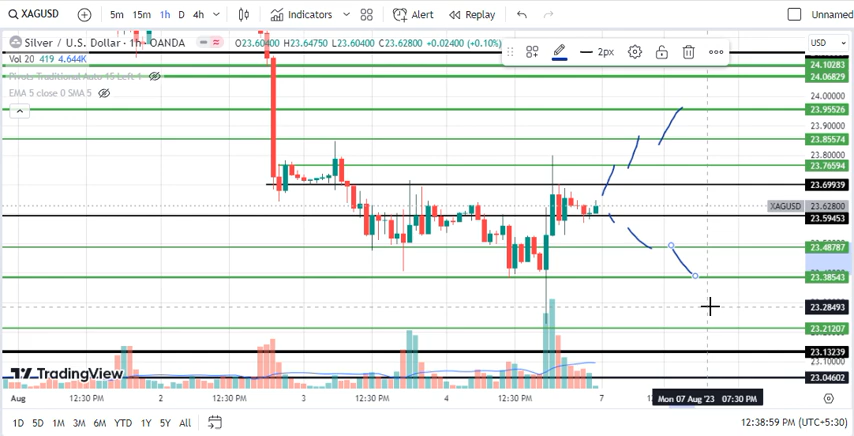 XAGUSD 5m 15m 1h D 4h Indicators Alert Replay Unnamed
Silver / U.S. Dollar · 1h · OANDA O23.60400 H23.64750 L23.60400 C23.62800 +0.02400 (+0.10%) 2px USD
Vol 20 419 4.644K
24.10283
Pivots Traditional Auto 15 Left 1
24.06829
EMA 5 close 0 SMA 5
24.00000
23.95526
23.90000
23.85574
23.80000
23.76594
23.69939
XAGUSD 23.62800
23.59453
23.48787
23.38543
23.28493
23.21207
23.13239
23.10000
TradingView
23.04602
Aug 12:30 PM 2 12:30 PM 3 12:30 PM 4 12:30 PM 7 Mon 07 Aug '23 07:30 PM
1D 5D 1M 3M 6M YTD 1Y 5Y All 12:38:59 PM (UTC+5:30)